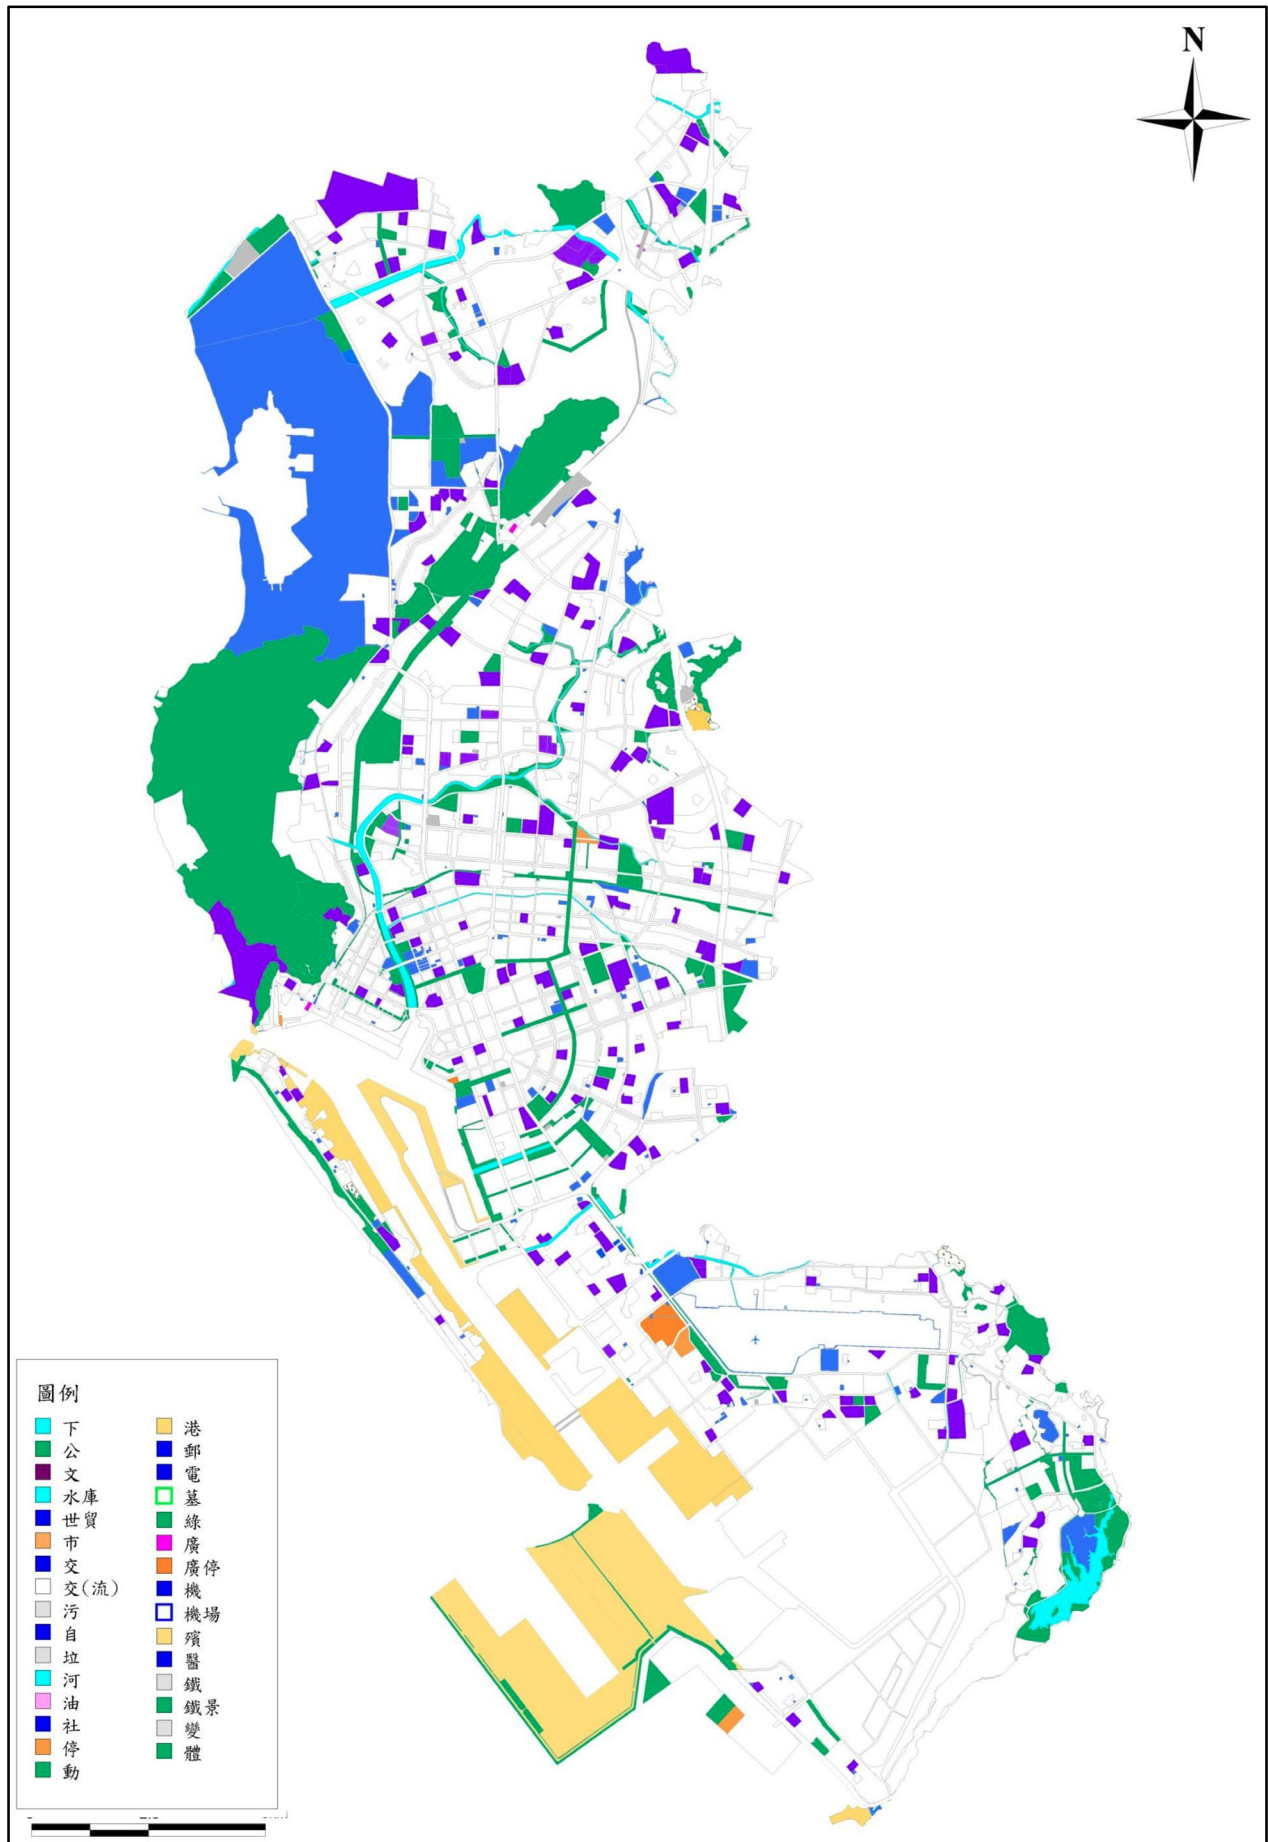 N
圖例
下
公
文
水庫
世貿
市
交
交(流)
污
自
垃
河
油
社
停
動
港
郵
電
墓
綠
廣
廣停
機
機場
殯
醫
鐵
鐵景
變
體